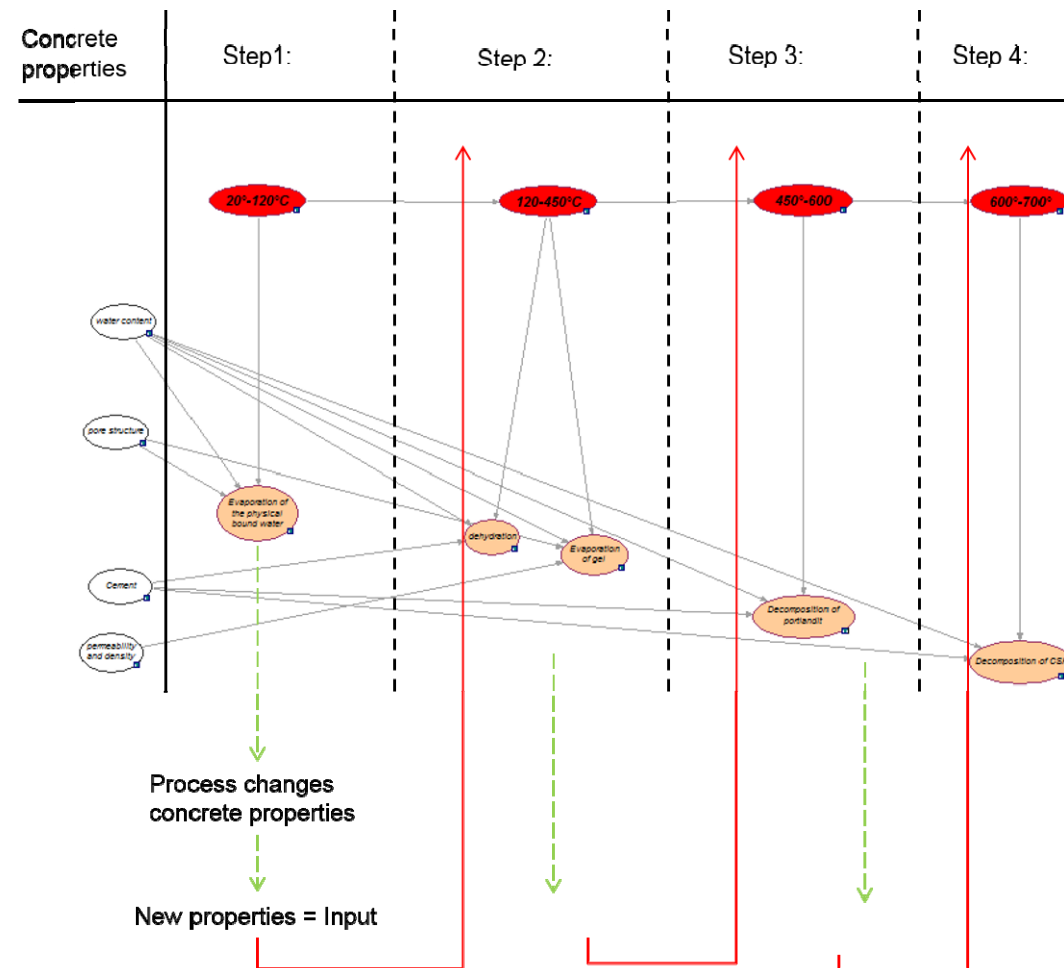 Concrete
properties
Step1:
Step 2:
Step 3:
Step 4:
20°-120°C
120-450°C
450°-600
600°-700°
water content
pore structure
Evaporation of
the physical
bound water
dehydration
Evaporation
of gel
Cement
Decomposition of
portlandit
permeability
and density
Decomposition of CSH
Process changes
concrete properties
New properties = Input